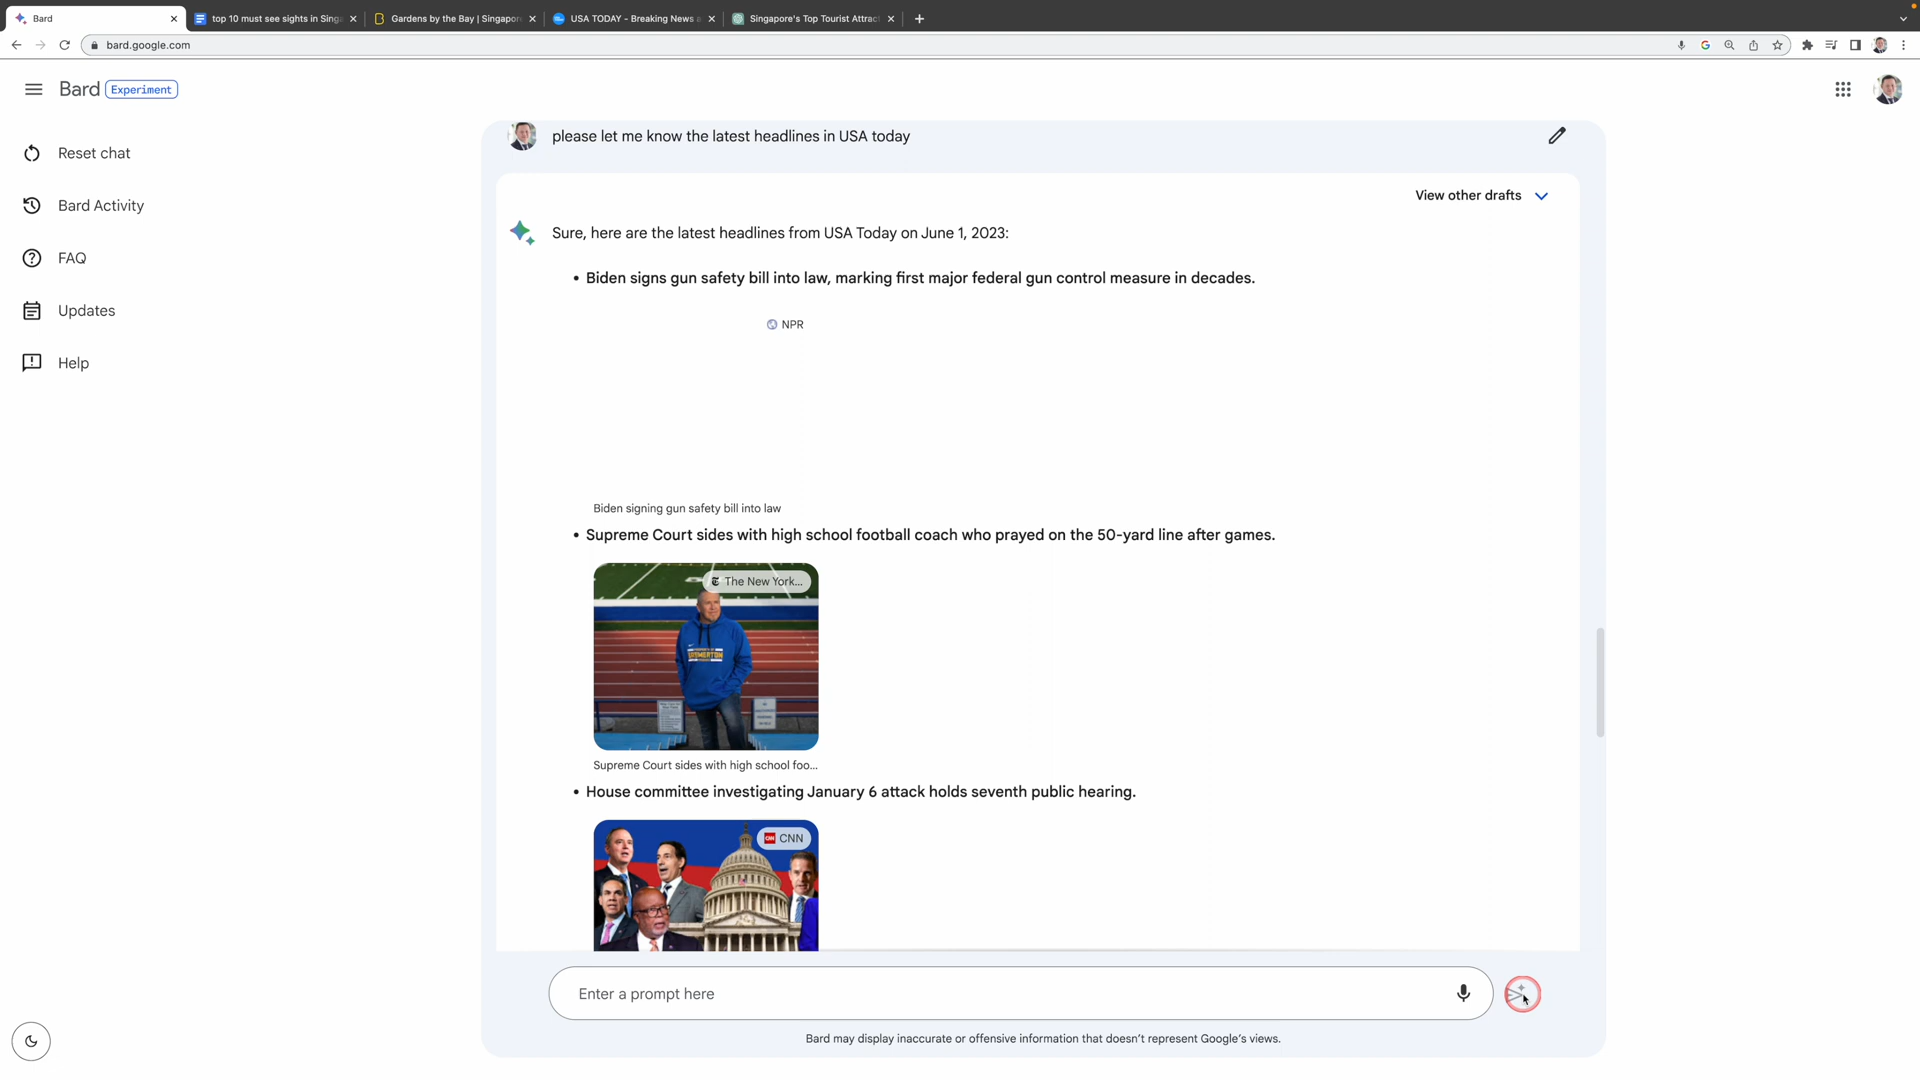 Bard
top 10 must see sights in Sing
Gardens by the Bay | Singapor
USA TODAY - Breaking News a
Singapore's Top Tourist Attrac
bard.google.com
Bard
Experiment
Reset chat
Bard Activity
FAQ
Updates
Help
please let me know the latest headlines in USA today
View other drafts
Sure, here are the latest headlines from USA Today on June 1, 2023:
• Biden signs gun safety bill into law, marking first major federal gun control measure in decades.
NPR
Biden signing gun safety bill into law
• Supreme Court sides with high school football coach who prayed on the 50-yard line after games.
The New York...
BREMERTON
Supreme Court sides with high school foo...
• House committee investigating January 6 attack holds seventh public hearing.
CNN
Enter a prompt here
Bard may display inaccurate or offensive information that doesn't represent Google's views.